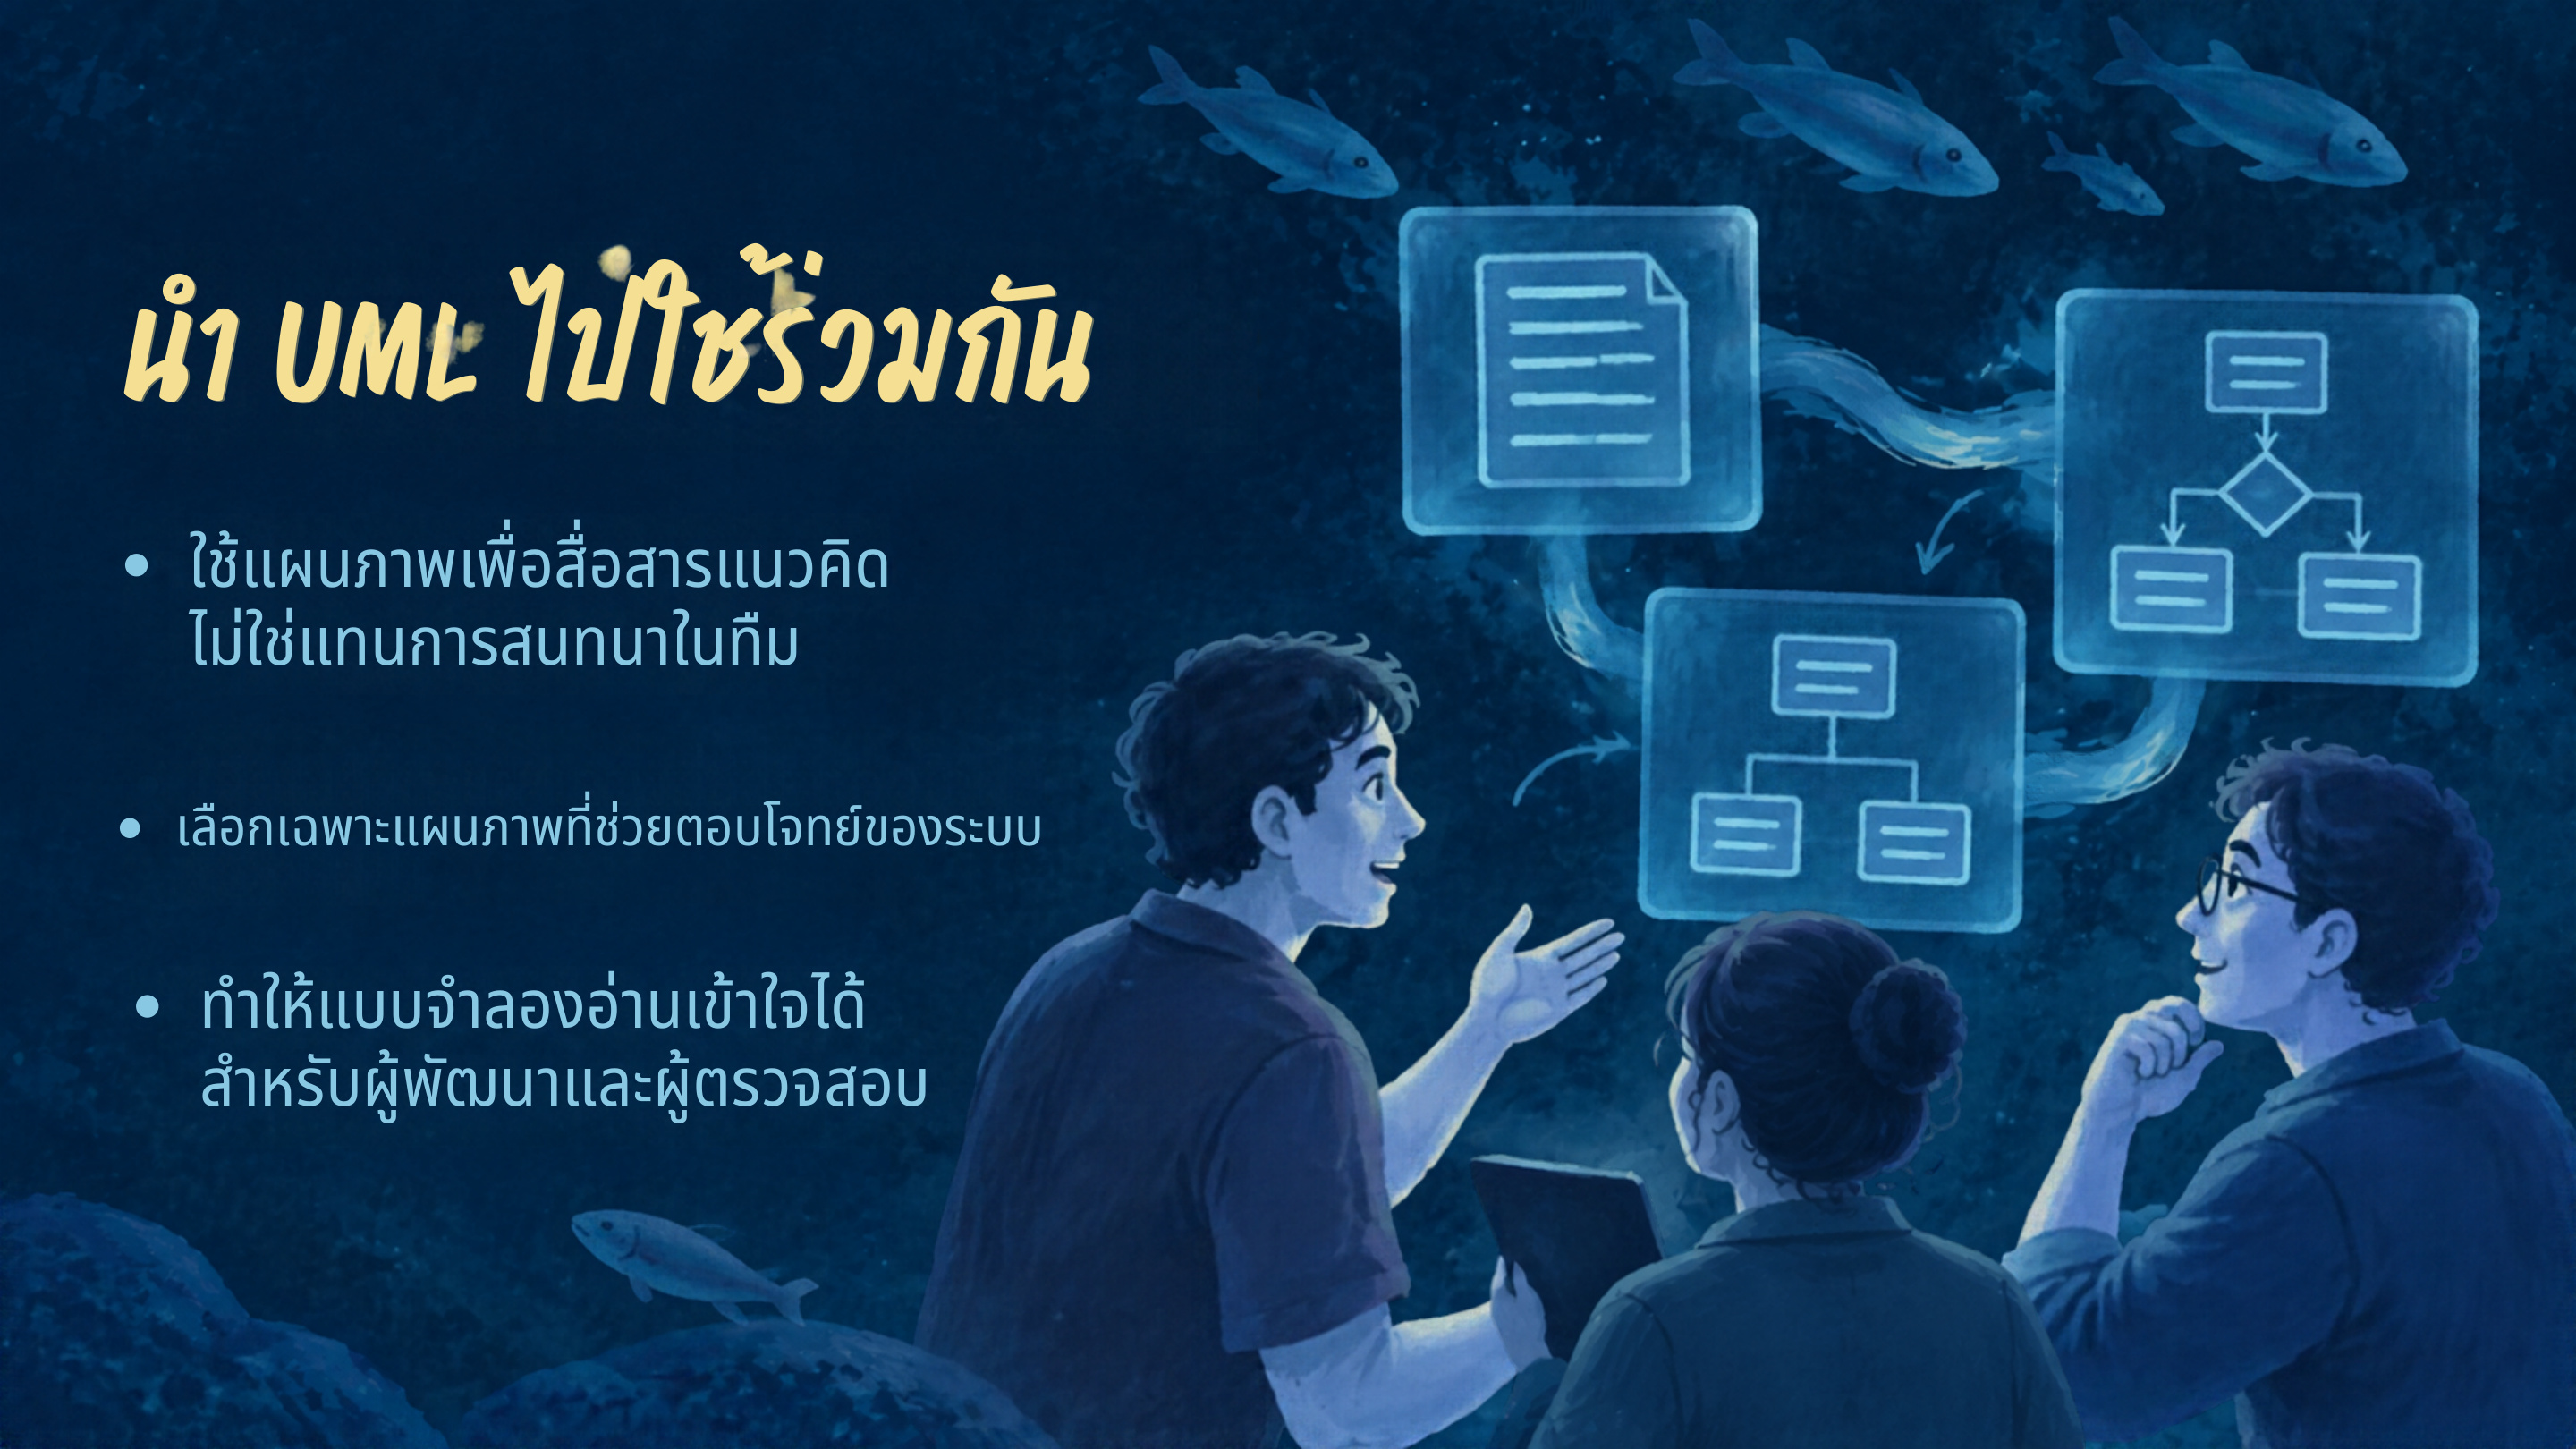 นำ UML ไปใช้ร่วมกัน
• ใช้แผนภาพเพื่อสื่อสารแนวคิด
ไม่ใช่แทนการสนทนาในทีม
• เลือกเฉพาะแผนภาพที่ช่วยตอบโจทย์ของระบบ
• ทำให้แบบจำลองอ่านเข้าใจได้
สำหรับผู้พัฒนาและผู้ตรวจสอบ